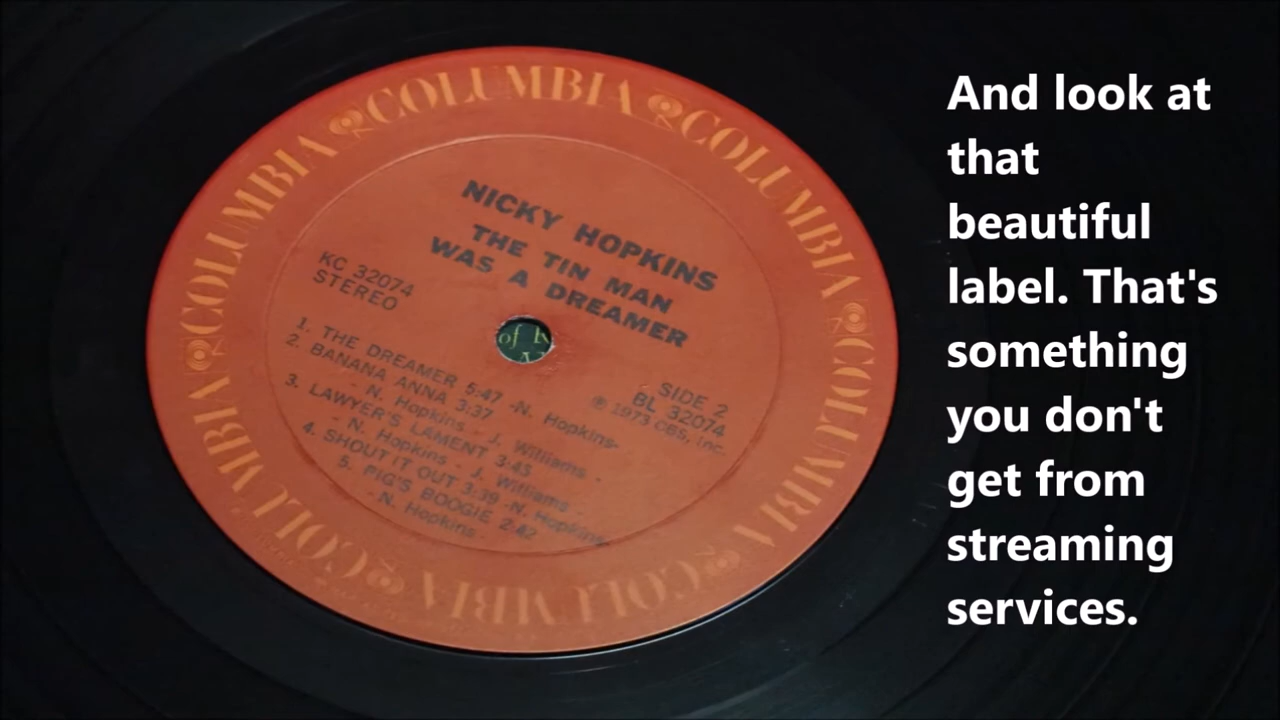 COLUMBIA COLUMBIA COLUMBIA COLUMBIA COLUMBIA COLUMBIA
NICKY HOPKINS
THE TIN MAN
WAS A DREAMER
KC 32074
STEREO
SIDE 2
BL 32074
℗ 1973 CBS, Inc.
1. THE DREAMER 5:47 -N. Hopkins-
2. BANANA ANNA 3:37
- N. Hopkins - J. Williams -
3. LAWYER'S LAMENT 3:45
- N. Hopkins - J. Williams -
4. SHOUT IT OUT 3:39 -N. Hopkins-
5. PIG'S BOOGIE 2:42
- N. Hopkins-
of
And look at
that
beautiful
label. That's
something
you don't
get from
streaming
services.